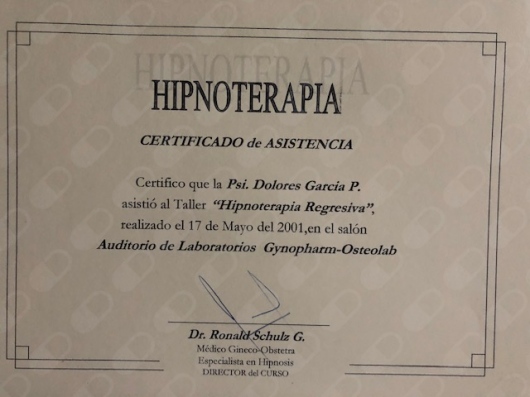 HIPNOTERAPIA
HIPNOTERAPIA
CERTIFICADO de ASISTENCIA
Certifico que la Psi. Dolores Garcia P.
asistió al Taller "Hipnoterapia Regresiva",
realizado el 17 de Mayo del 2001,en el salón
Auditorio de Laboratorios Gynopharm-Osteolab
Dr. Ronald Schulz G.
Médico Gineco-Obstetra
Especialista en Hipnosis
DIRECTOR del CURSO